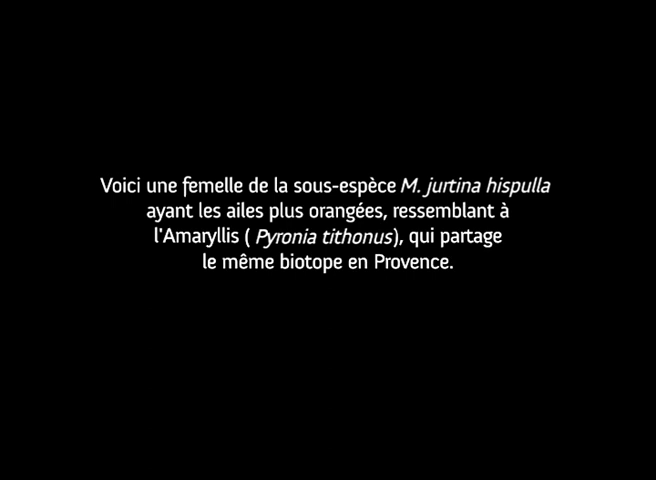 Voici une femelle de la sous-espèce M. jurtina hispulla
ayant les ailes plus orangées, ressemblant à
l'Amaryllis ( Pyronia tithonus), qui partage
le même biotope en Provence.